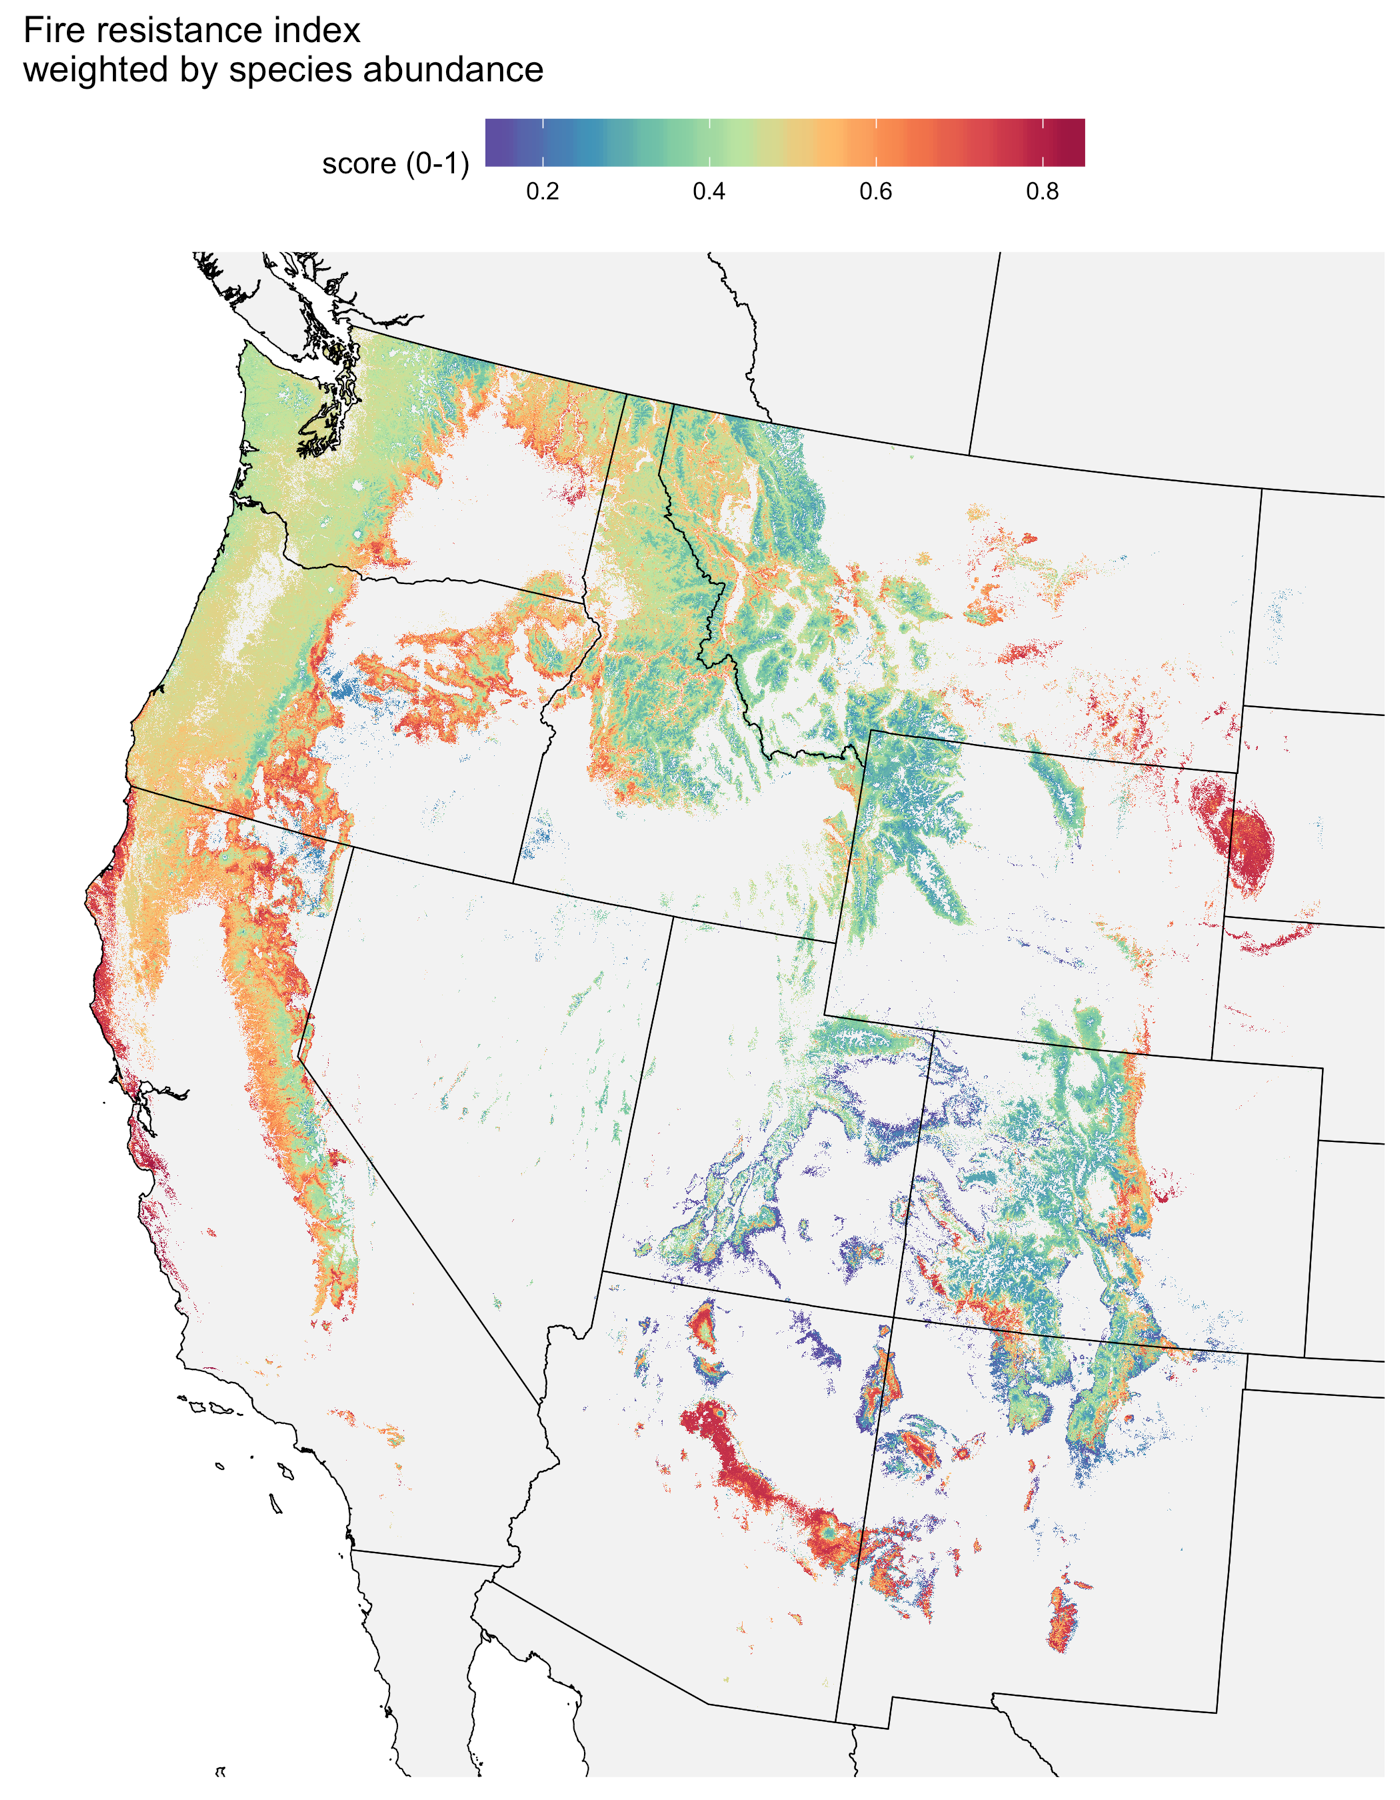 Fire resistance index
weighted by species abundance
score (0-1)
0.2 0.4 0.6 0.8